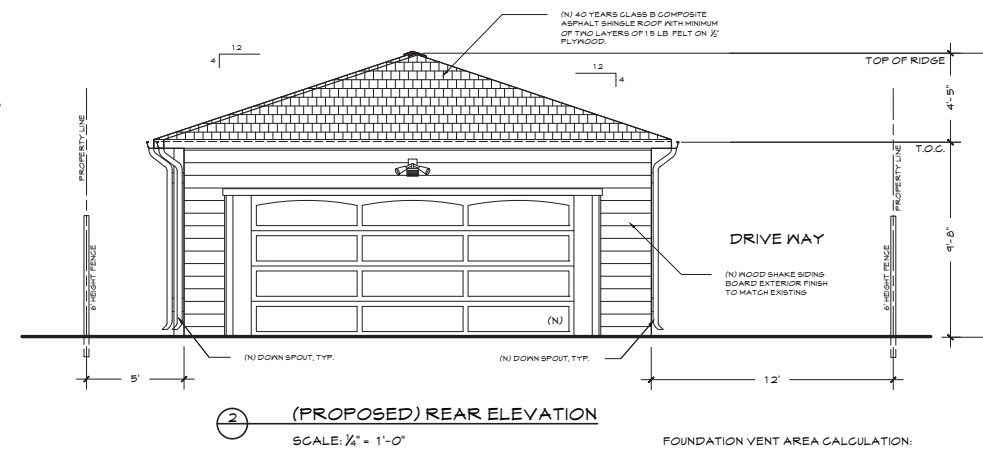 (N) 40 YEARS CLASS B COMPOSITE
ASPHALT SHINGLE ROOF WITH MINIMUM
OF TWO LAYERS OF 15 LB FELT ON ½"
PLYWOOD.
12
4
12
4
TOP OF RIDGE
4'-5"
T.O.C.
PROPERTY LINE
PROPERTY LINE
DRIVE WAY
9'-8"
6' HEIGHT FENCE
6' HEIGHT FENCE
(N) WOOD SHAKE SIDING
BOARD EXTERIOR FINISH
TO MATCH EXISTING
(N)
(N) DOWN SPOUT, TYP.
(N) DOWN SPOUT, TYP.
5'
12'
2
(PROPOSED) REAR ELEVATION
SCALE: ¼" = 1'-0"
FOUNDATION VENT AREA CALCULATION: